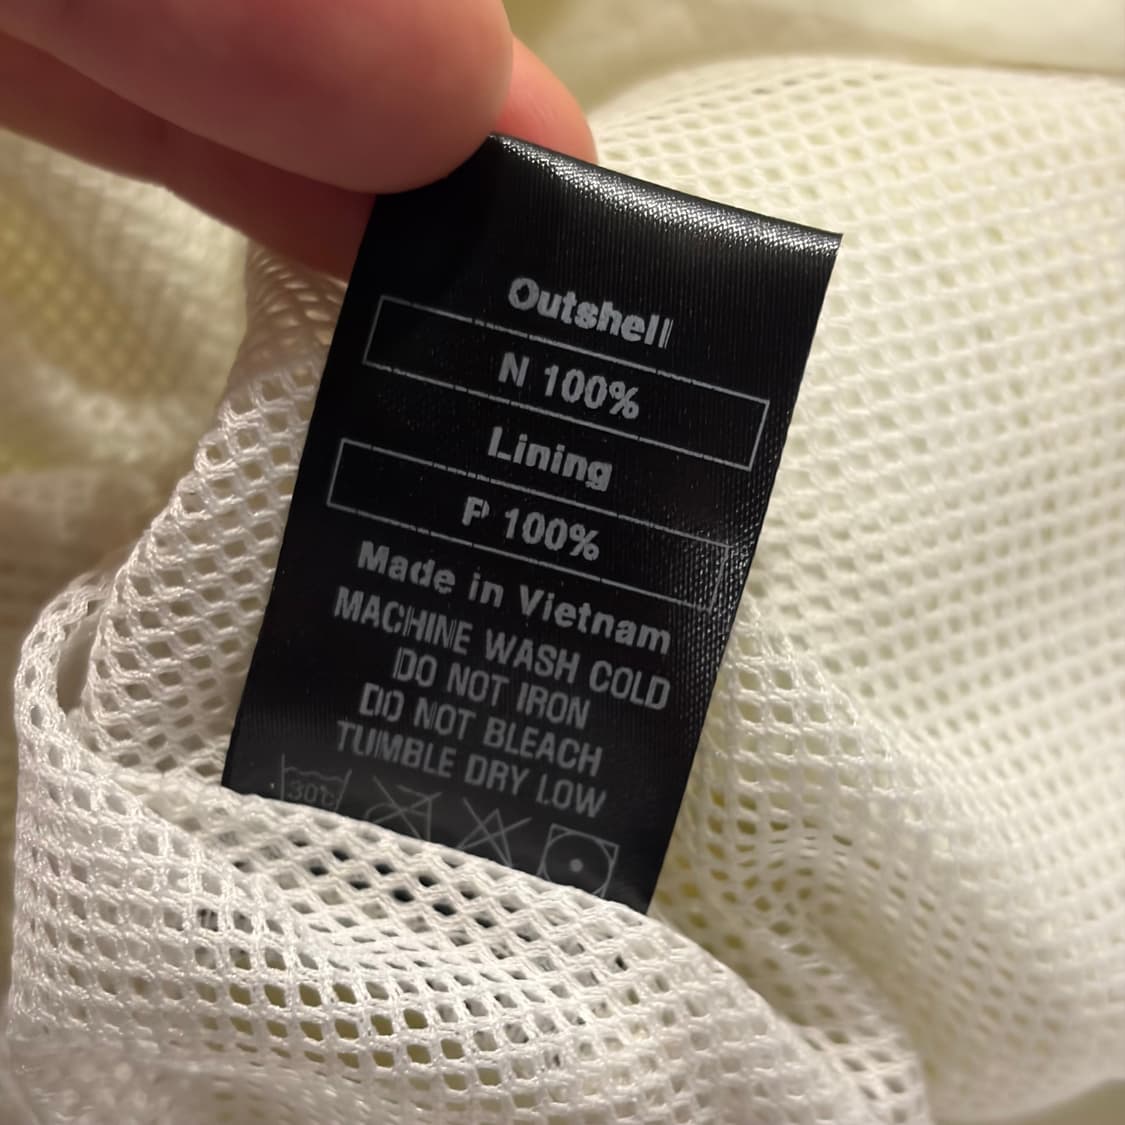 Outshell
N 100%
Lining
P 100%
Made in Vietnam
MACHINE WASH COLD
DO NOT IRON
DO NOT BLEACH
TUMBLE DRY LOW
30℃